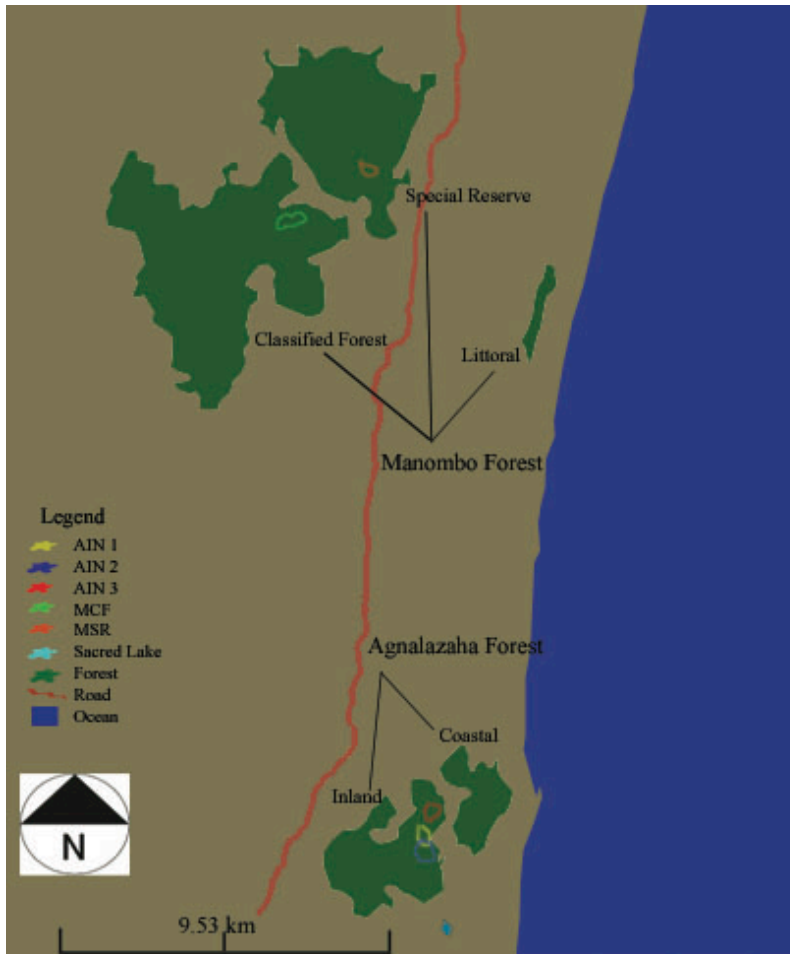 Special Reserve
Classified Forest
Littoral
Manombo Forest
Legend
AIN 1
AIN 2
AIN 3
MCF
MSR
Sacred Lake
Forest
Road
Ocean
Agnalazaha Forest
Coastal
Inland
N
9.53 km